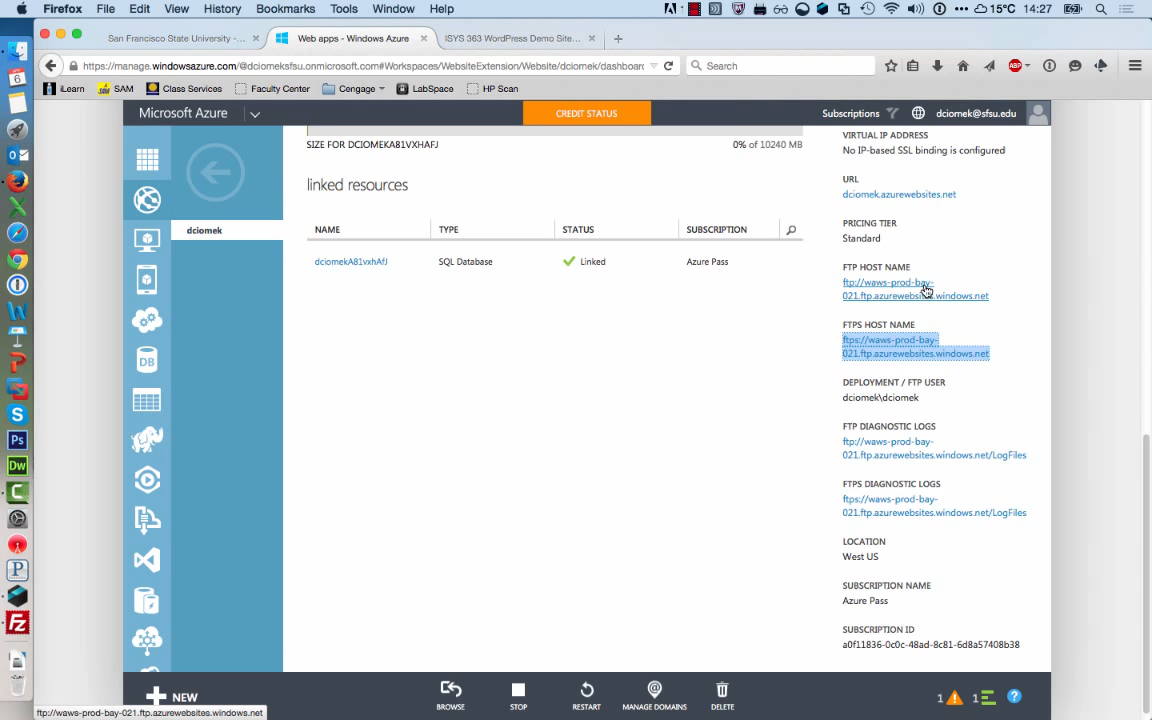 Firefox File Edit View History Bookmarks Tools Window Help
15°C 14:27
San Francisco State University -...
Web apps - Windows Azure
ISYS 363 WordPress Demo Site...
https://manage.windowsazure.com/@dciomeksfsu.onmicrosoft.com#Workspaces/WebsiteExtension/Website/dciomek/dashboar
Search
ABP
iLearn SAM Class Services Faculty Center Cengage LabSpace HP Scan
Microsoft Azure
CREDIT STATUS
Subscriptions
dciomek@sfsu.edu
dciomek
SIZE FOR DCIOMEKA81VXHAFJ
0% of 10240 MB
linked resources
NAME TYPE STATUS SUBSCRIPTION
dciomekA81vxhAfJ SQL Database Linked Azure Pass
VIRTUAL IP ADDRESS
No IP-based SSL binding is configured
URL
dciomek.azurewebsites.net
PRICING TIER
Standard
FTP HOST NAME
ftp://waws-prod-bay-
021.ftp.azurewebsites.windows.net
FTPS HOST NAME
ftps://waws-prod-bay-
021.ftp.azurewebsites.windows.net
DEPLOYMENT / FTP USER
dciomek\dciomek
FTP DIAGNOSTIC LOGS
ftp://waws-prod-bay-
021.ftp.azurewebsites.windows.net/LogFiles
FTPS DIAGNOSTIC LOGS
ftps://waws-prod-bay-
021.ftp.azurewebsites.windows.net/LogFiles
LOCATION
West US
SUBSCRIPTION NAME
Azure Pass
SUBSCRIPTION ID
a0f11836-0c0c-48ad-8c81-6d8a57408b38
DB
Ps
Dw
Fz
NEW
BROWSE STOP RESTART MANAGE DOMAINS DELETE
1 1 ?
ftp://waws-prod-bay-021.ftp.azurewebsites.windows.net